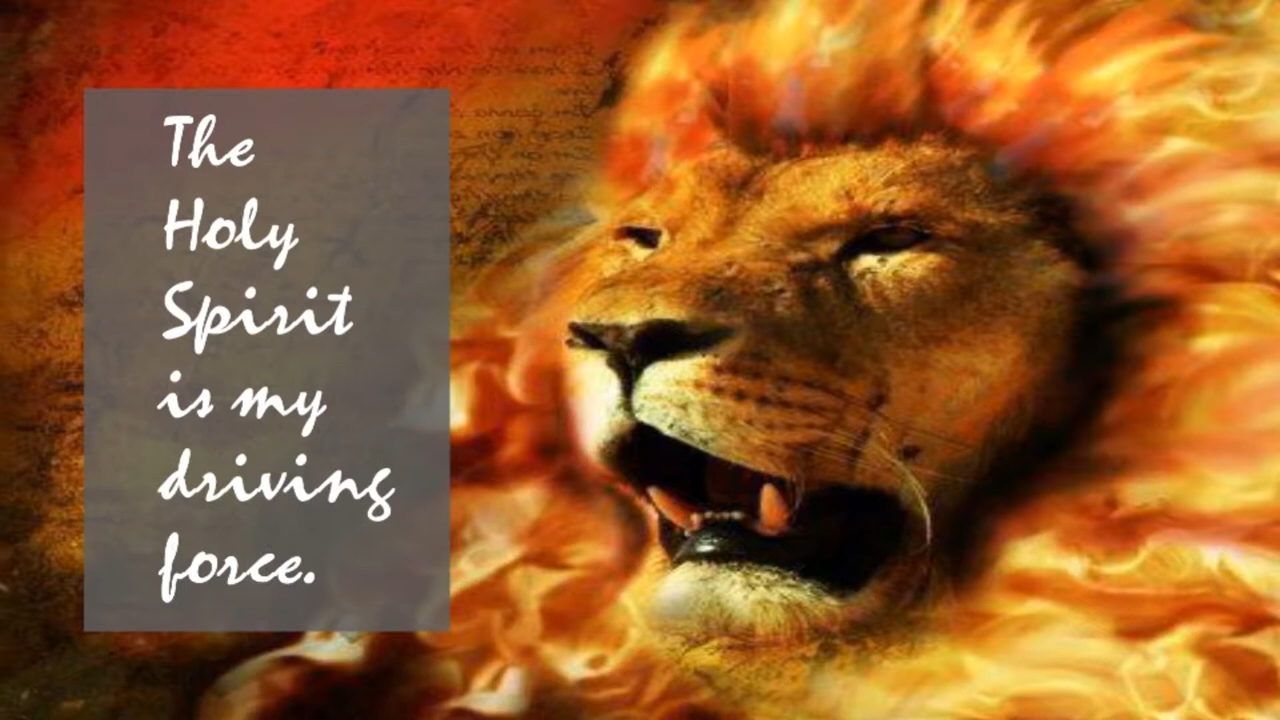 The
Holy
Spirit
is my
driving
force.